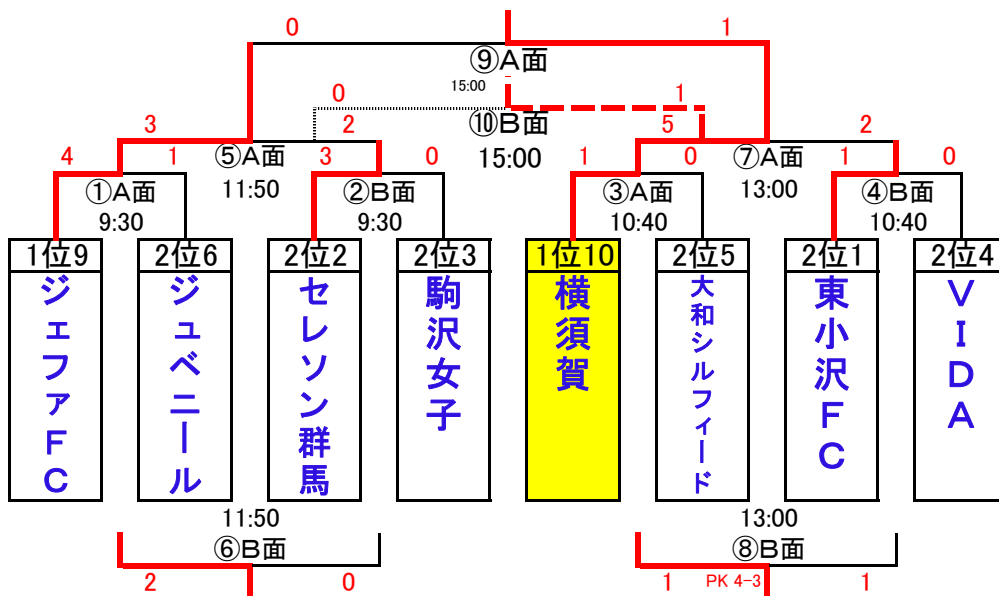 0 1
⑨A面
15:00
0 1
⑩B面
15:00
3 2 5 2
⑤A面 ⑦A面
11:50 13:00
4 1 3 0 1 0 1 0
①A面 ②B面 ③A面 ④B面
9:30 9:30 10:40 10:40
1位9 2位6 2位2 2位3 1位10 2位5 2位1 2位4
ジェファFC
ジュベニール
セレソン群馬
駒沢女子
横須賀
大和シルフィード
東小沢FC
VIDA
11:50 13:00
⑥B面 ⑧B面
2 0 1 PK 4-3 1